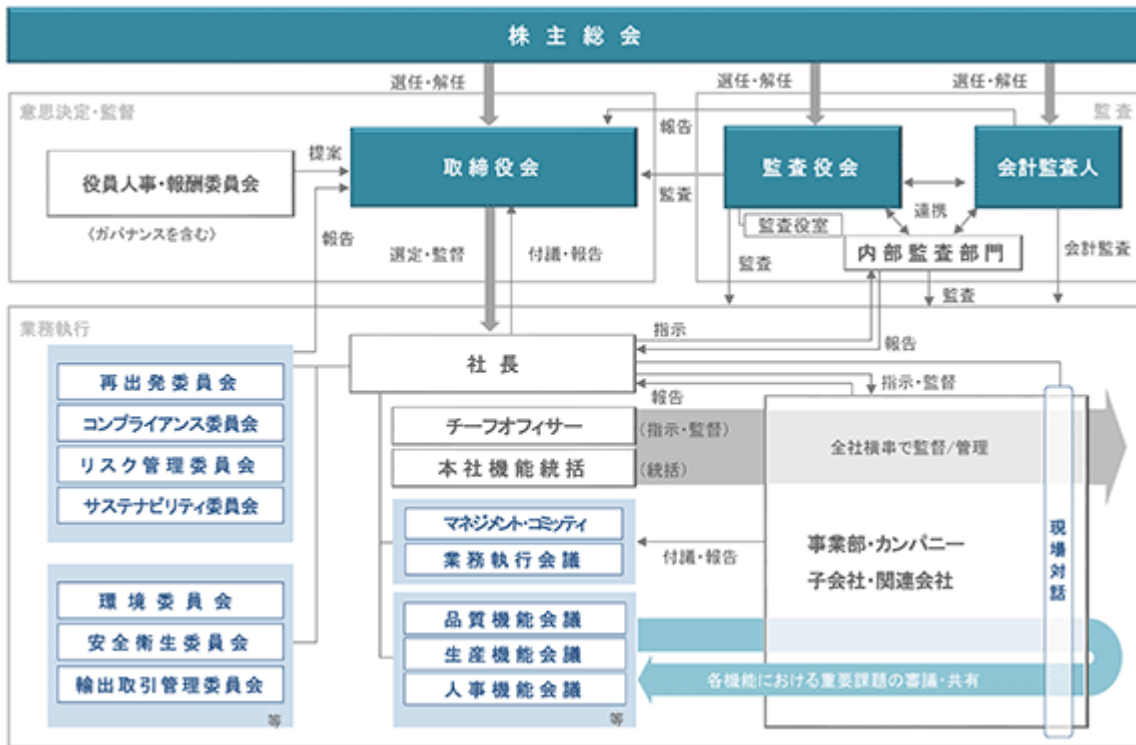 株主総会
選任・解任
選任・解任
選任・解任
意思決定・監督
監査
報告
役員人事・報酬委員会
〈ガバナンスを含む〉
提案
取締役会
監査
監査役会
会計監査人
連携
監査役室
内部監査部門
報告
選定・監督
付議・報告
監査
監査
会計監査
業務執行
社長
指示
報告
指示・監督
報告
再出発委員会
コンプライアンス委員会
リスク管理委員会
サステナビリティ委員会
チーフオフィサー
(指示・監督)
本社機能統括
(統括)
全社横串で監督/管理
マネジメント・コミッティ
業務執行会議
付議・報告
事業部・カンパニー
子会社・関連会社
現場対話
環境委員会
安全衛生委員会
輸出取引管理委員会
等
品質機能会議
生産機能会議
人事機能会議
等
各機能における重要課題の審議・共有